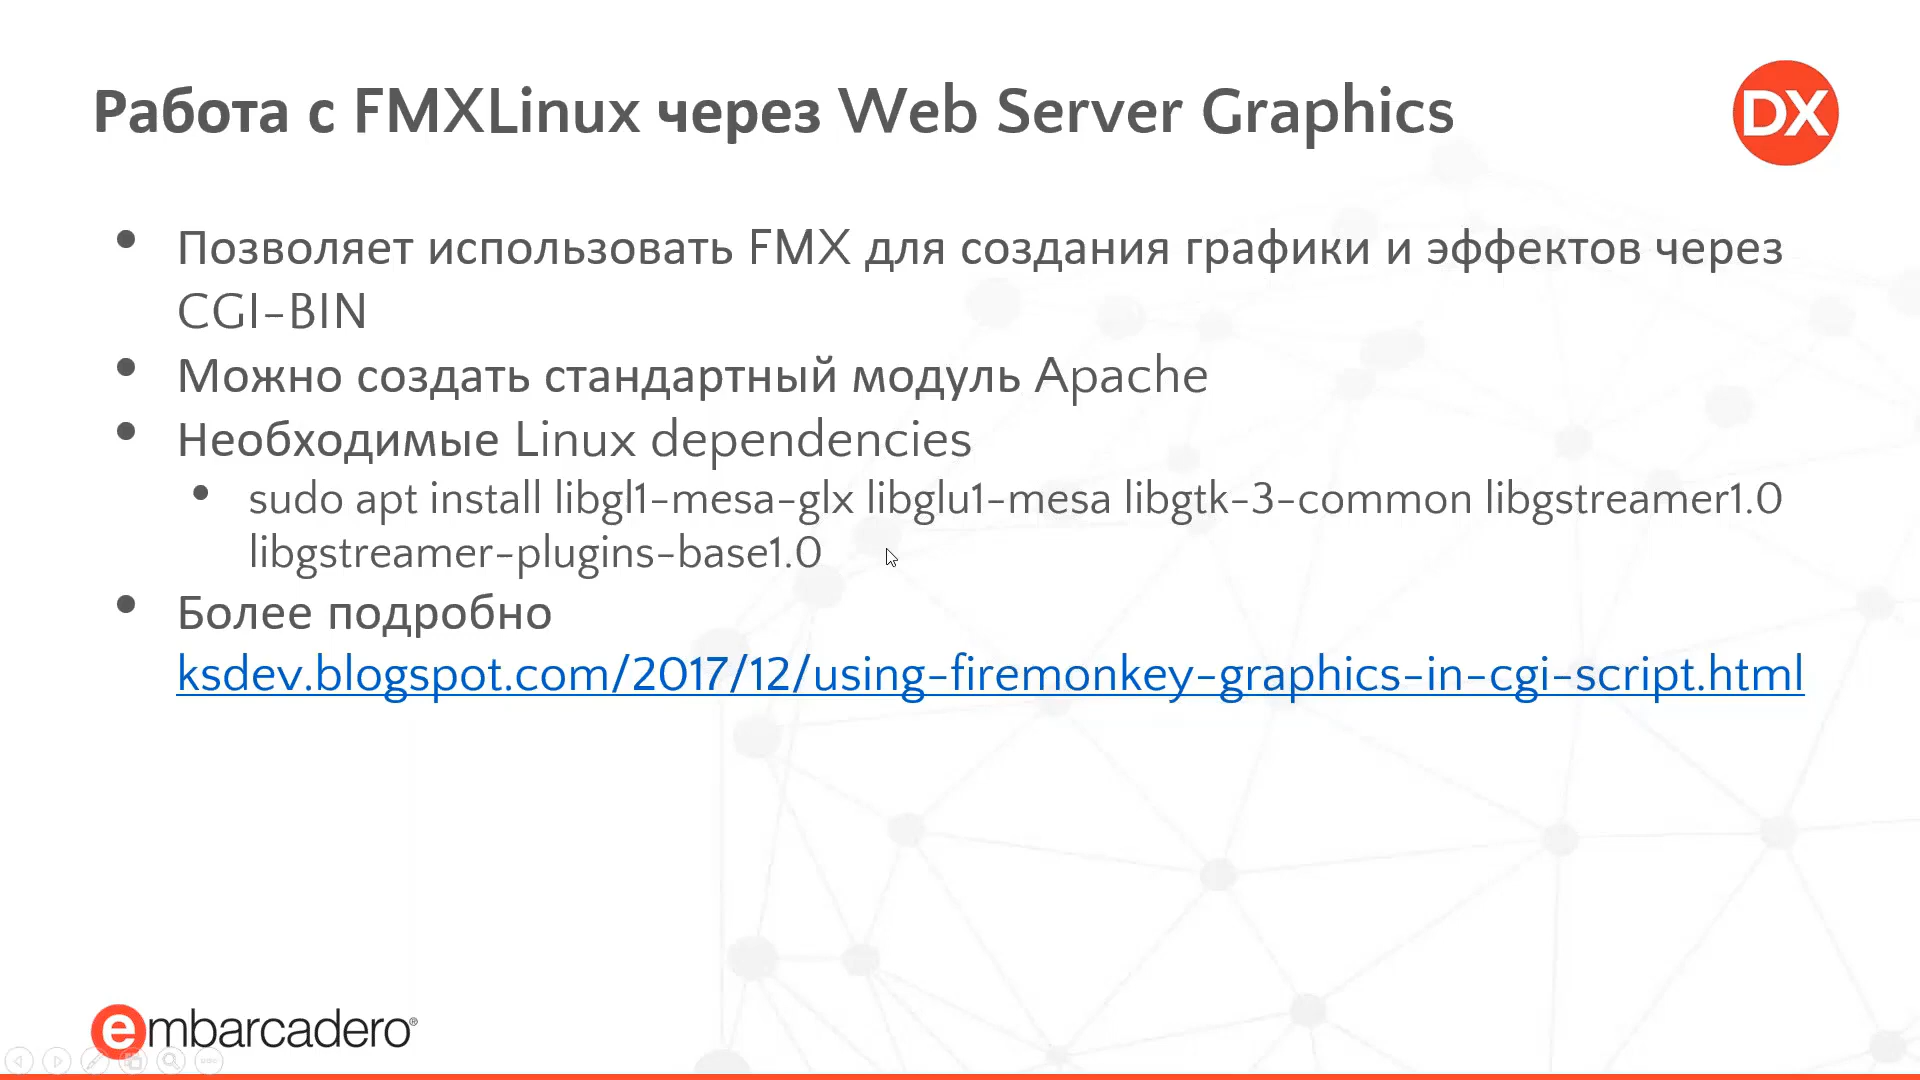 Работа с FMXLinux через Web Server Graphics
DX
Позволяет использовать FMX для создания графики и эффектов через
CGI-BIN
Можно создать стандартный модуль Apache
Необходимые Linux dependencies
sudo apt install libgl1-mesa-glx libglu1-mesa libgtk-3-common libgstreamer1.0
libgstreamer-plugins-base1.0
Более подробно
ksdev.blogspot.com/2017/12/using-firemonkey-graphics-in-cgi-script.html
embarcadero®